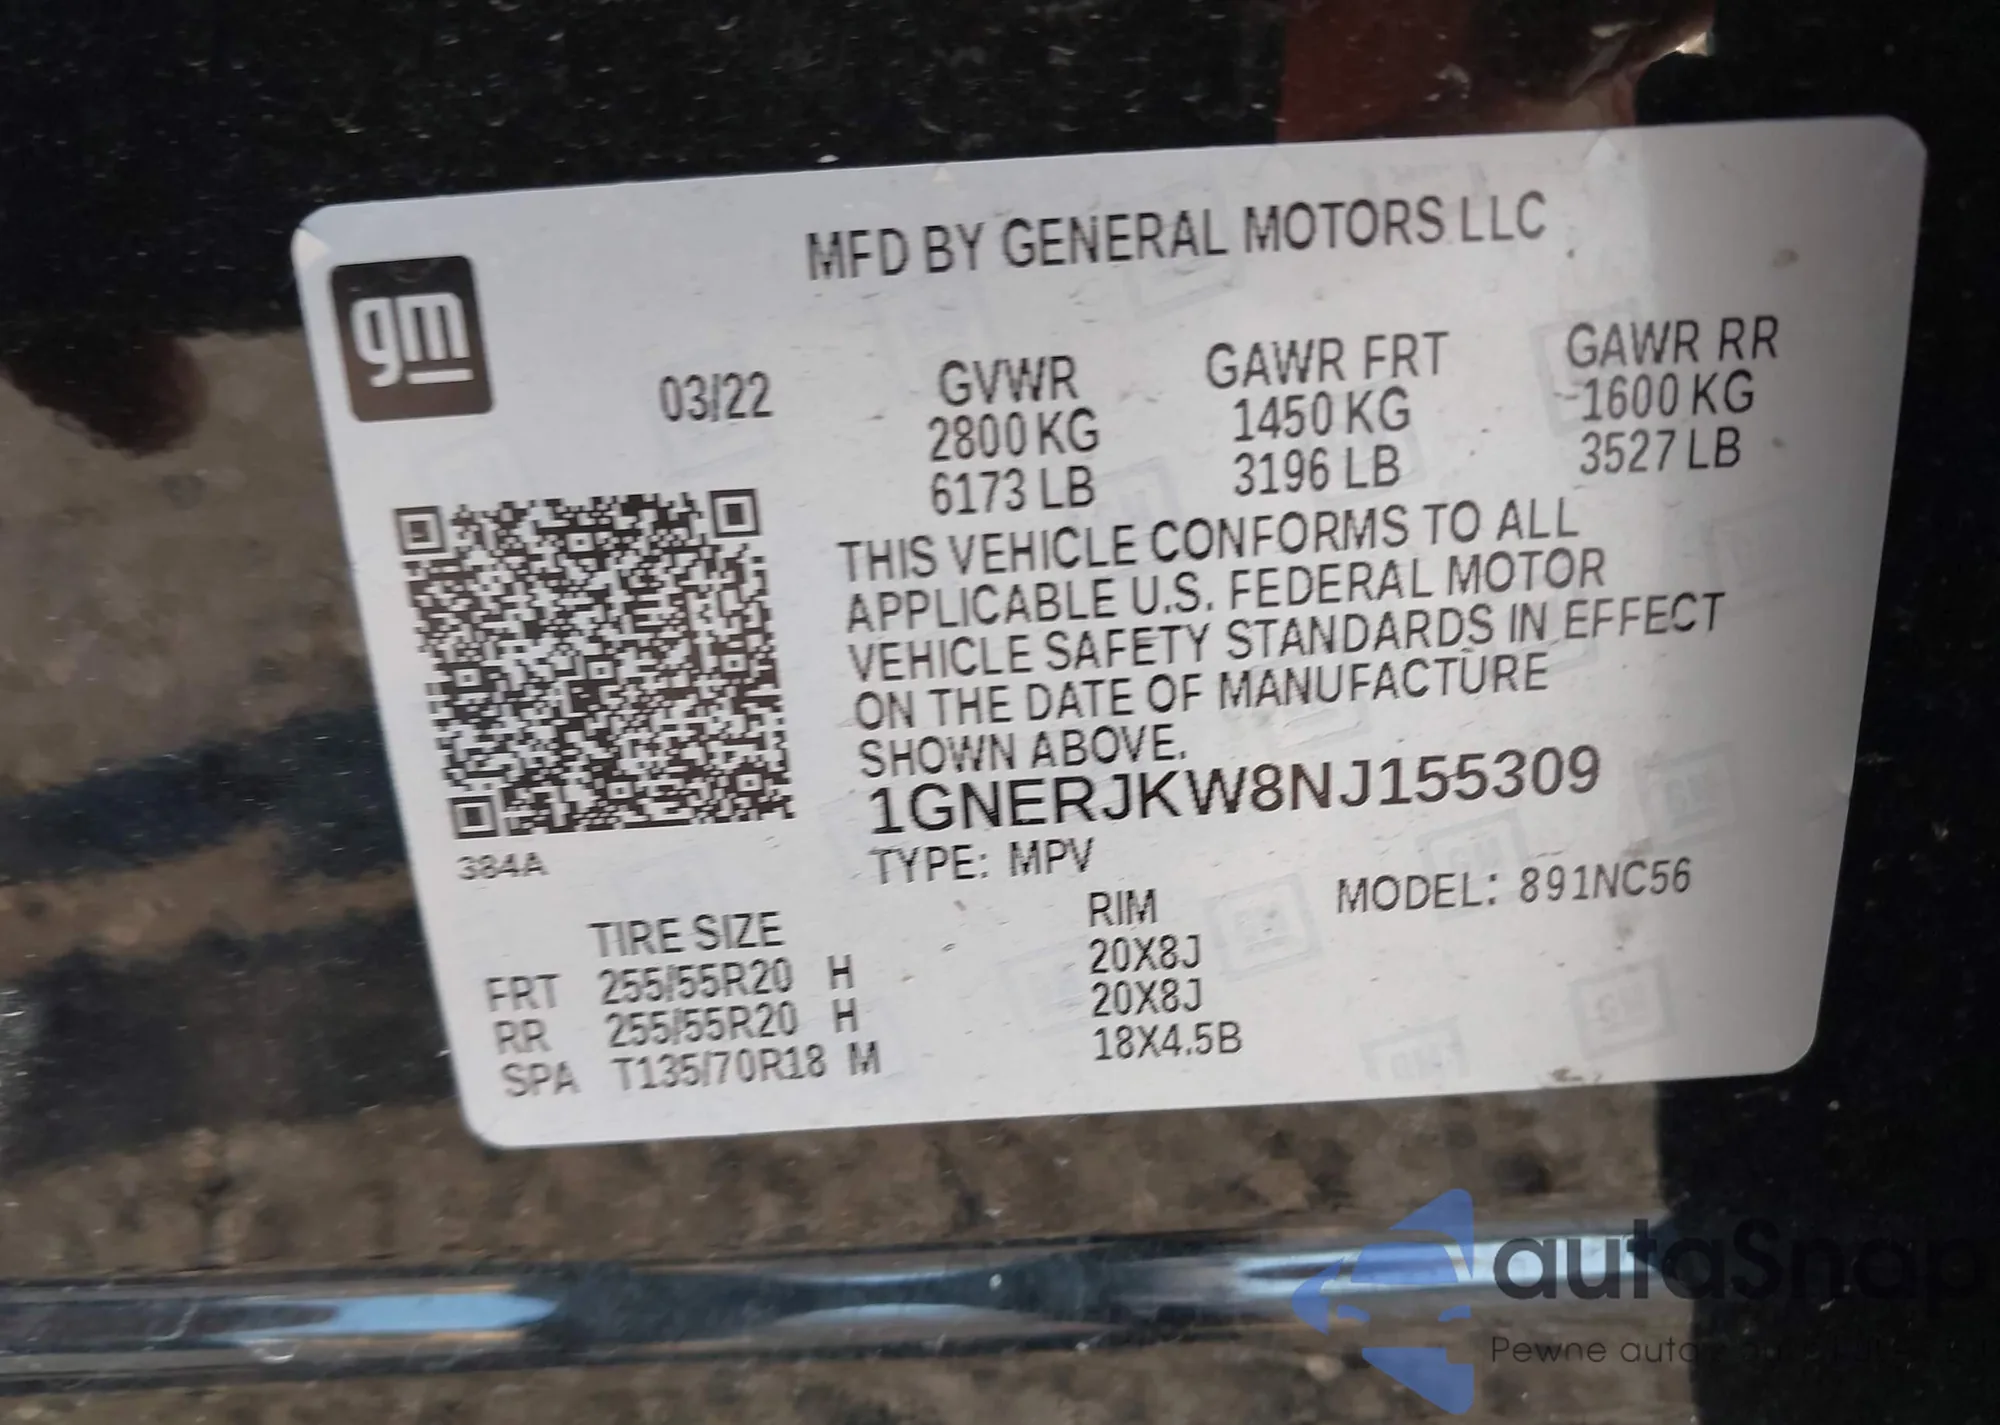 MFD BY GENERAL MOTORS LLC
gm
03/22
GVWR GAWR FRT GAWR RR
2800 KG 1450 KG 1600 KG
6173 LB 3196 LB 3527 LB
THIS VEHICLE CONFORMS TO ALL
APPLICABLE U.S. FEDERAL MOTOR
VEHICLE SAFETY STANDARDS IN EFFECT
ON THE DATE OF MANUFACTURE
SHOWN ABOVE.
1GNERJKW8NJ155309
384A
TYPE: MPV MODEL: 891NC56
TIRE SIZE RIM
FRT 255/55R20 H 20X8J
RR 255/55R20 H 20X8J
SPA T135/70R18 M 18X4.5B
autaSnap
Pewne auta